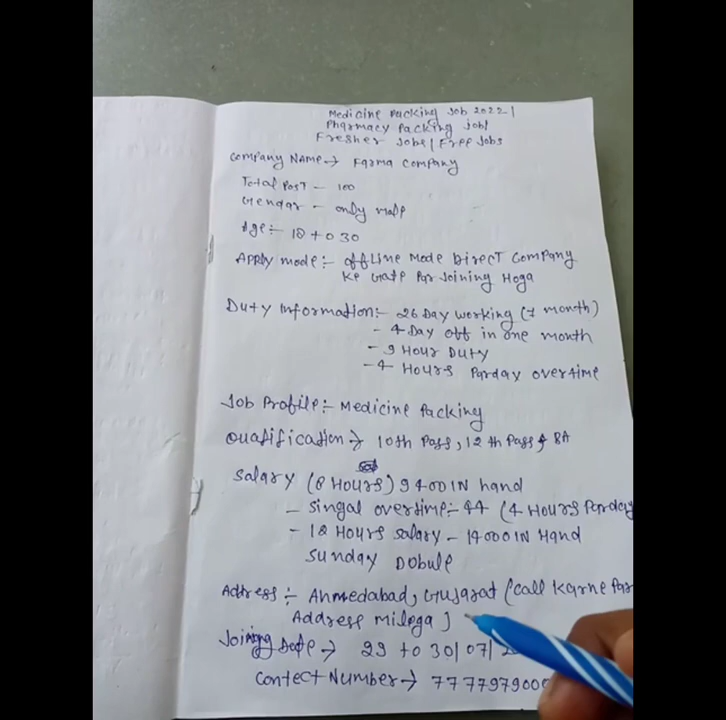 Medicine Packing Job 2022 |
Pharmacy Packing Job |
Fresher Jobs | Free Jobs
Company Name → Farma Company
Total Post - 100
Gendar - only male
Age :- 18 to 30
Apply mode :- offLine Mode Direct Company
Ke Gate Par Joining Hoga
Duty Information :- 26 Day working (1 month)
- 4 Day off in one month
- 9 Hour Duty
- 4 Hours Parday overtime
Job Profile :- Medicine Packing
Qualification → 10th Pass, 12th Pass & BA
Salary (8 Hours) 9400 IN hand
- Singal overtime :- 44 (4 Hours Parday
- 12 Hours Salary - 14000 IN Hand
Sunday Dobule
Address :- Ahmedabad, Gujarat (call Karne Par
Address Milega )
Joining Date → 29 to 30/07/
Contect Number → 777797900